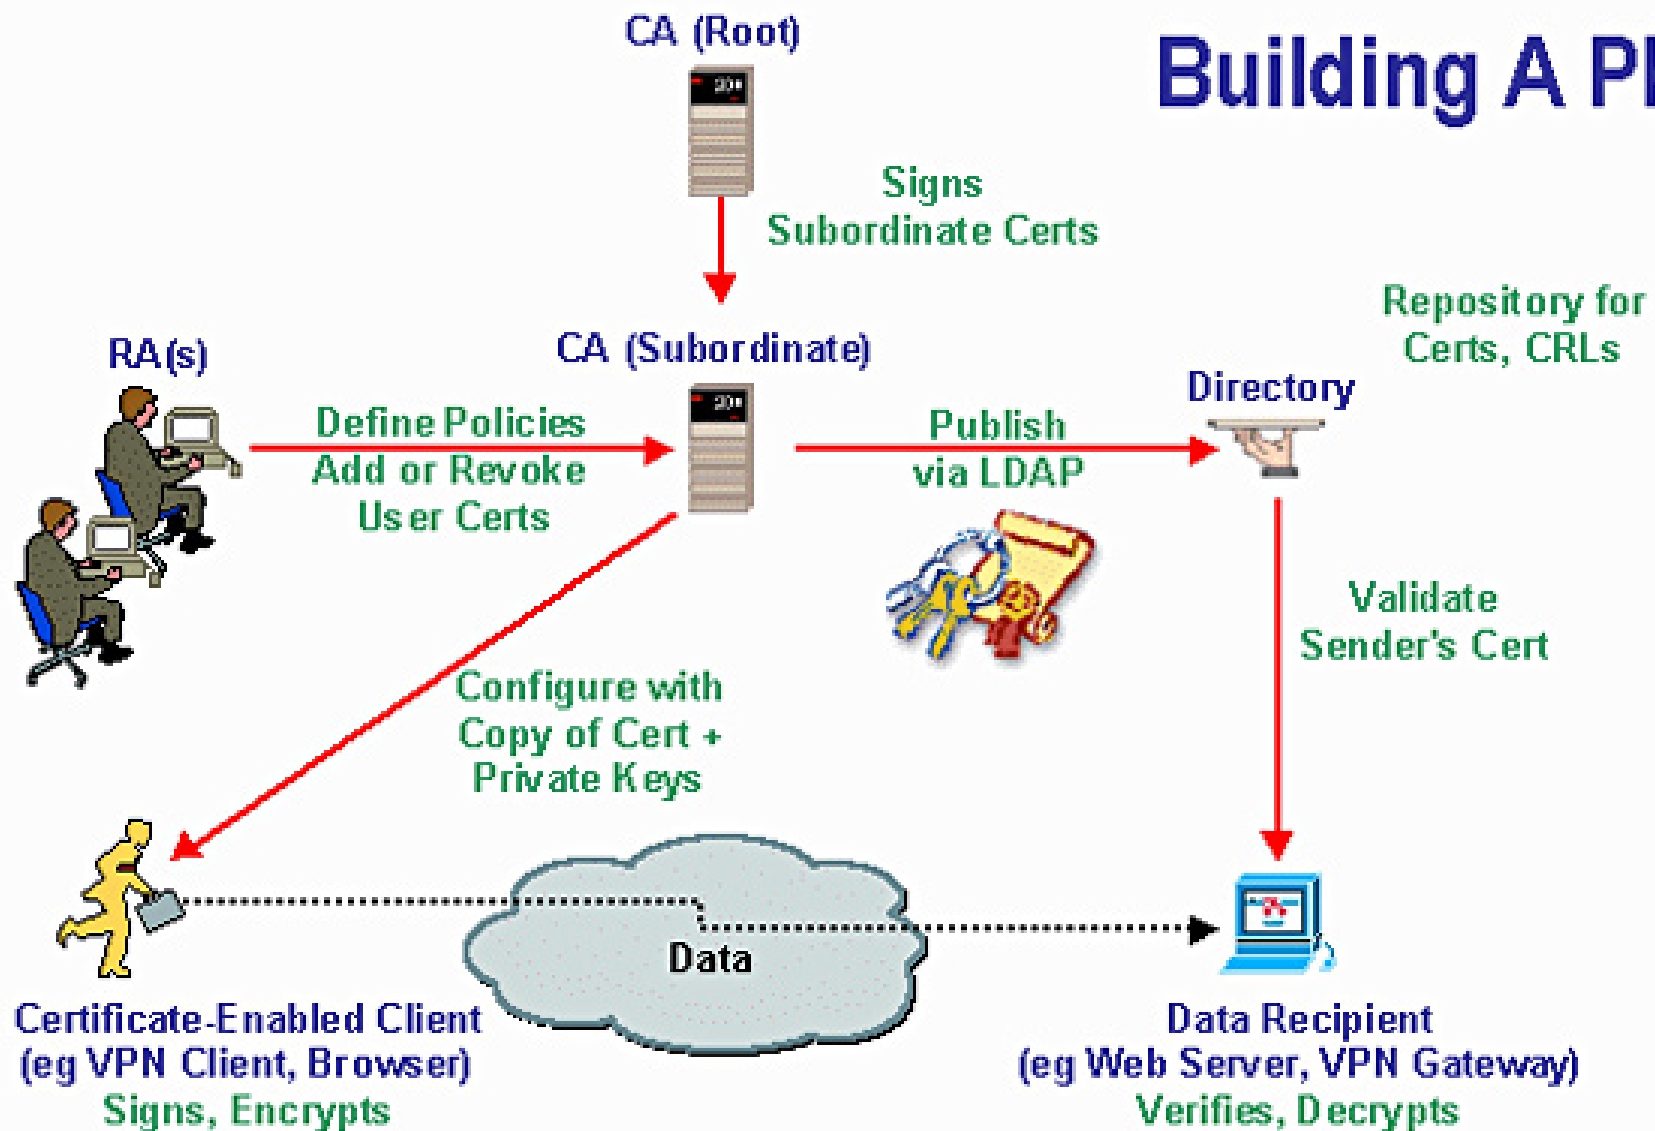 CA (Root)
Building A PK
Signs
Subordinate Certs
Repository for
Certs, CRLs
RA(s)
CA (Subordinate)
Directory
Define Policies
Add or Revoke
User Certs
Publish
via LDAP
Validate
Sender's Cert
Configure with
Copy of Cert +
Private Keys
Data
Certificate-Enabled Client
(eg VPN Client, Browser)
Signs, Encrypts
Data Recipient
(eg Web Server, VPN Gateway)
Verifies, Decrypts